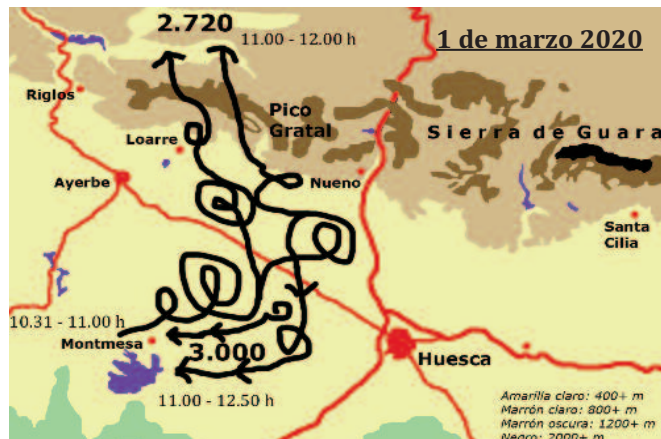 2.720
11.00 - 12.00 h
1 de marzo 2020
Riglos
Pico
Gratal
Sierra de Guara
Loarre
Ayerbe
Nueno
Santa
Cilia
10.31 - 11.00 h
Montmesa
3.000
Huesca
11.00 - 12.50 h
Amarilla claro: 400+ m
Marrón claro: 800+ m
Marrón oscura: 1200+ m
Negro: 2000+ m